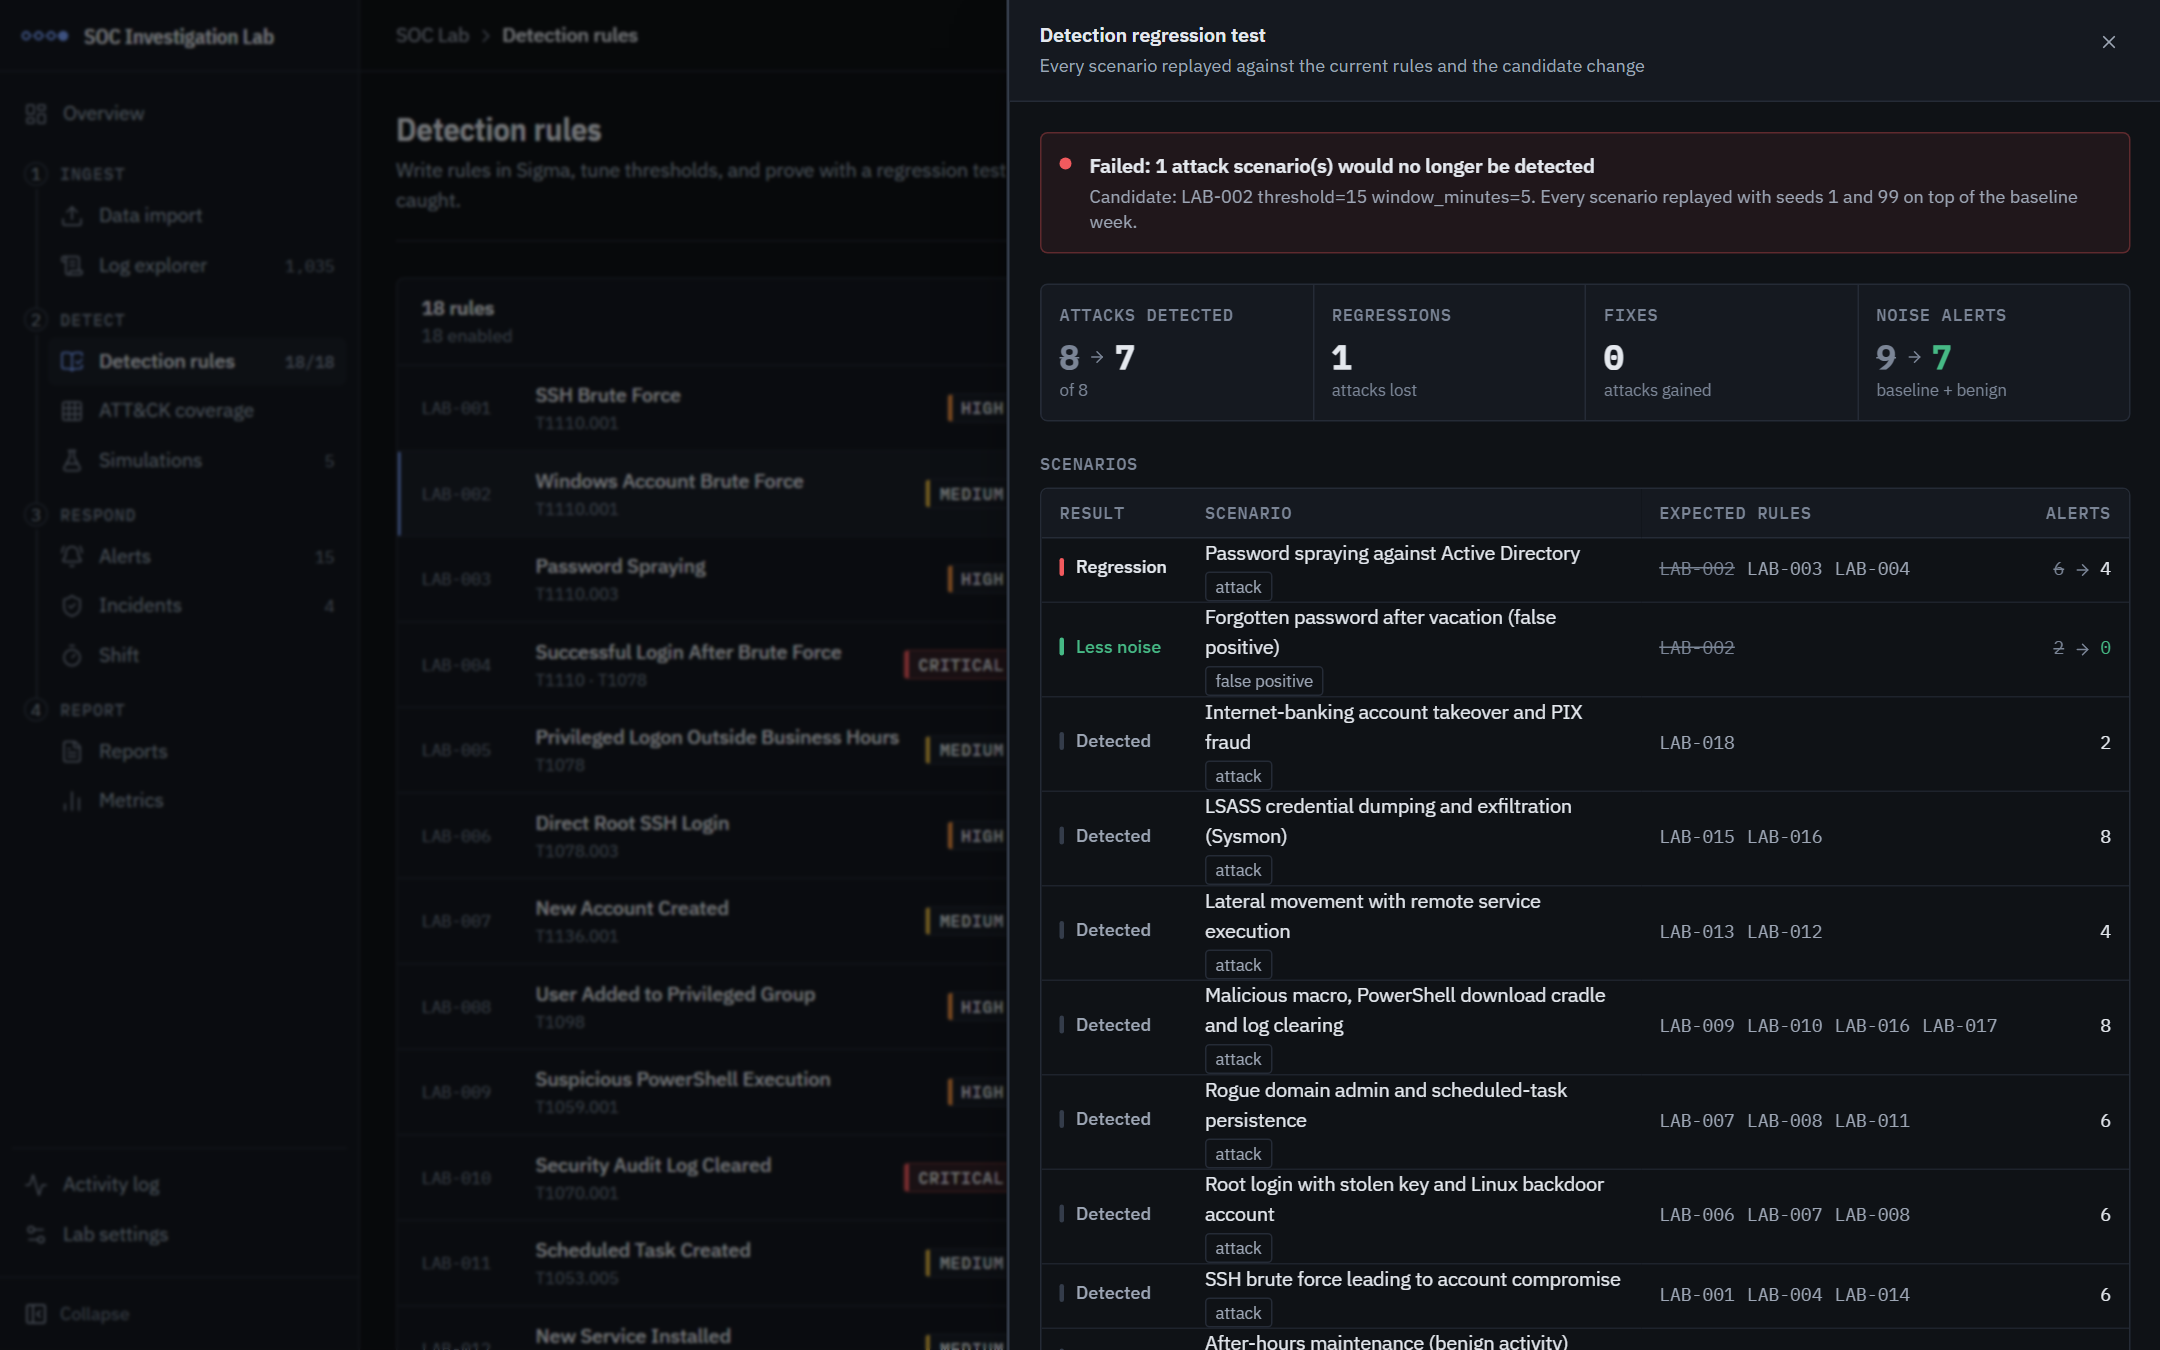 SOC Investigation Lab
Overview
1 INGEST
Data import
Log explorer 1,035
2 DETECT
Detection rules 18/18
ATT&CK coverage
Simulations 5
3 RESPOND
Alerts 15
Incidents 4
Shift
4 REPORT
Reports
Metrics
Activity log
Lab settings
Collapse
SOC Lab > Detection rules
Detection rules
Write rules in Sigma, tune thresholds, and prove with a regression test
caught.
18 rules
18 enabled
LAB-001 SSH Brute Force HIGH
T1110.001
LAB-002 Windows Account Brute Force MEDIUM
T1110.001
LAB-003 Password Spraying HIGH
T1110.003
LAB-004 Successful Login After Brute Force CRITICAL
T1110 · T1078
LAB-005 Privileged Logon Outside Business Hours MEDIUM
T1078
LAB-006 Direct Root SSH Login HIGH
T1078.003
LAB-007 New Account Created MEDIUM
T1136.001
LAB-008 User Added to Privileged Group HIGH
T1098
LAB-009 Suspicious PowerShell Execution HIGH
T1059.001
LAB-010 Security Audit Log Cleared CRITICAL
T1070.001
LAB-011 Scheduled Task Created MEDIUM
T1053.005
LAB-012 New Service Installed MEDIUM
Detection regression test
Every scenario replayed against the current rules and the candidate change
Failed: 1 attack scenario(s) would no longer be detected
Candidate: LAB-002 threshold=15 window_minutes=5. Every scenario replayed with seeds 1 and 99 on top of the baseline
week.
ATTACKS DETECTED
8 → 7
of 8
REGRESSIONS
1
attacks lost
FIXES
0
attacks gained
NOISE ALERTS
9 → 7
baseline + benign
SCENARIOS
RESULT SCENARIO EXPECTED RULES ALERTS
Regression Password spraying against Active Directory LAB-002 LAB-003 LAB-004 6 → 4
attack
Less noise Forgotten password after vacation (false
positive) LAB-002 2 → 0
false positive
Detected Internet-banking account takeover and PIX
fraud LAB-018 2
attack
Detected LSASS credential dumping and exfiltration
(Sysmon) LAB-015 LAB-016 8
attack
Detected Lateral movement with remote service
execution LAB-013 LAB-012 4
attack
Detected Malicious macro, PowerShell download cradle
and log clearing LAB-009 LAB-010 LAB-016 LAB-017 8
attack
Detected Rogue domain admin and scheduled-task
persistence LAB-007 LAB-008 LAB-011 6
attack
Detected Root login with stolen key and Linux backdoor
account LAB-006 LAB-007 LAB-008 6
attack
Detected SSH brute force leading to account compromise LAB-001 LAB-004 LAB-014 6
attack
After-hours maintenance (benign activity)